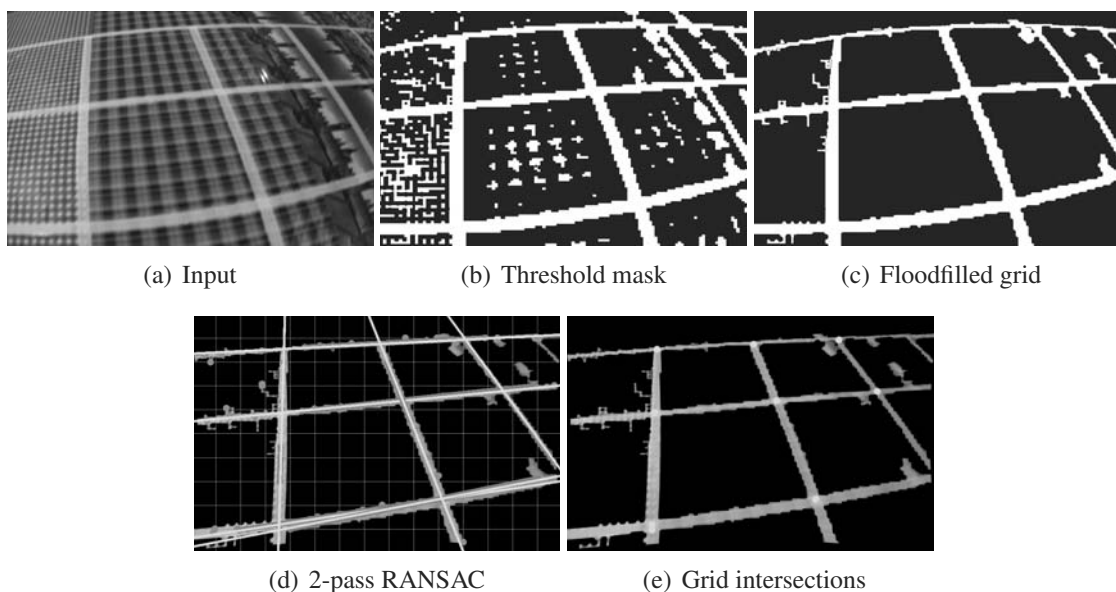 (a) Input
(b) Threshold mask
(c) Floodfilled grid
(d) 2-pass RANSAC
(e) Grid intersections